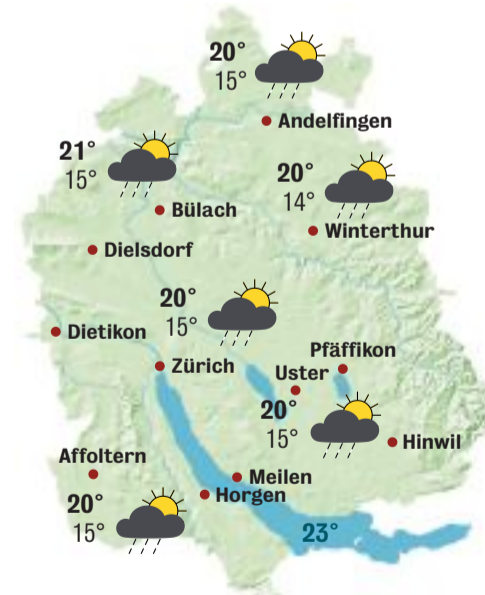 20°
15°
Andelfingen
21°
15°
20°
14°
Bülach
Winterthur
Dielsdorf
20°
15°
Dietikon
Zürich
Pfäffikon
Uster
20°
15°
Hinwil
Affoltern
Meilen
Horgen
20°
15°
23°